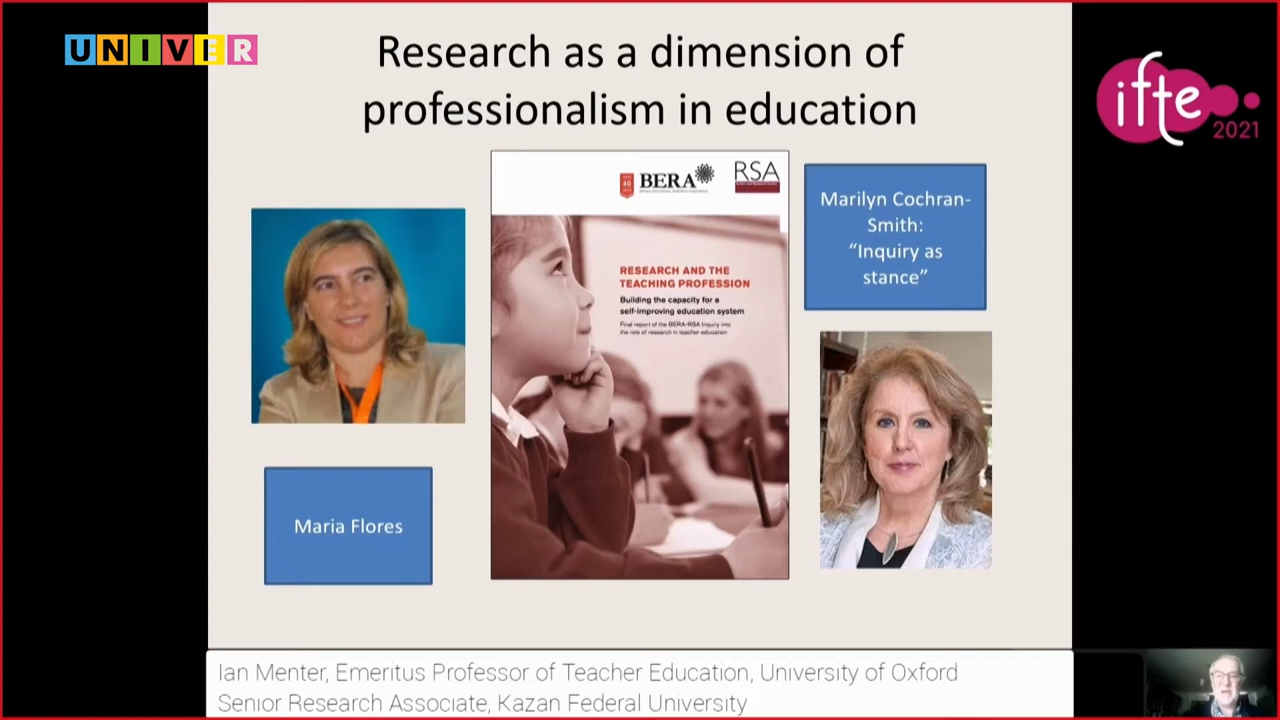 UNIVER
Research as a dimension of
professionalism in education
ifte
2021
BERA
RSA
Marilyn Cochran-
Smith:
“Inquiry as
stance”
RESEARCH AND THE
TEACHING PROFESSION
Building the capacity for a
self-improving education system
Final report of the BERA-RSA Inquiry into
the role of research in teacher education
Maria Flores
Ian Menter, Emeritus Professor of Teacher Education, University of Oxford
Senior Research Associate, Kazan Federal University